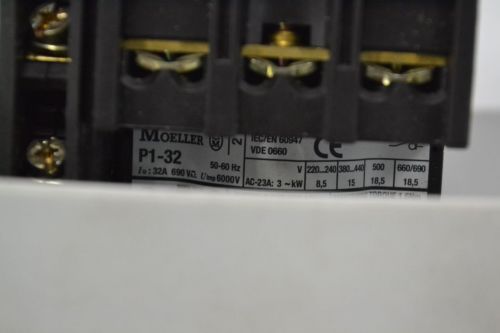 MOELLER
IEC/EN 60947
VDE 0660
CE
P1-32
50-60 Hz
Ie: 32A 690 V~ Uimp 6000V
V 220...240 380...440 500 660/690
AC-23A: 3 ~ kW 8,5 15 18,5 18,5